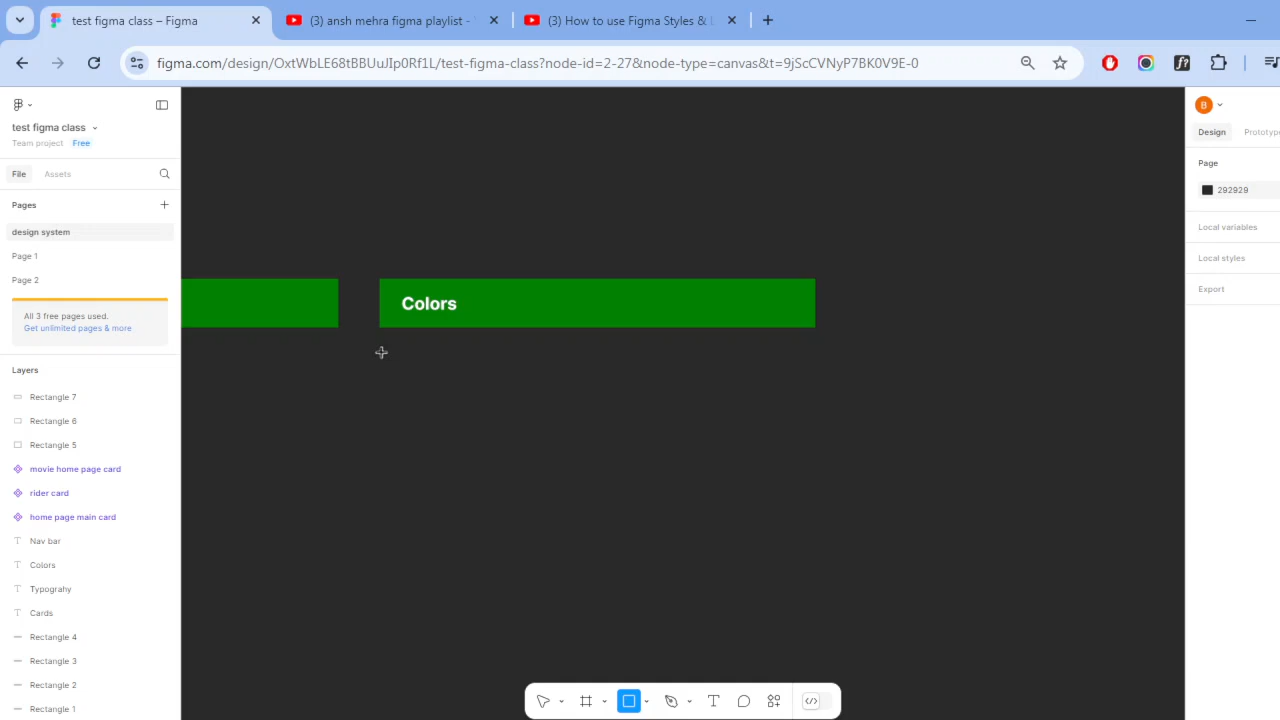 test figma class – Figma
(3) ansh mehra figma playlist -
(3) How to use Figma Styles &
figma.com/design/OxtWbLE68tBBUuJIp0Rf1L/test-figma-class?node-id=2-27&node-type=canvas&t=9jScCVNyP7BK0V9E-0
f?
test figma class
Team project Free
B
Design Prototype
File Assets
Page
Pages
292929
design system
Local variables
Page 1
Local styles
Page 2
Export
All 3 free pages used.
Get unlimited pages & more
Colors
Layers
Rectangle 7
Rectangle 6
Rectangle 5
movie home page card
rider card
home page main card
Nav bar
Colors
Typograhy
Cards
Rectangle 4
Rectangle 3
Rectangle 2
Rectangle 1